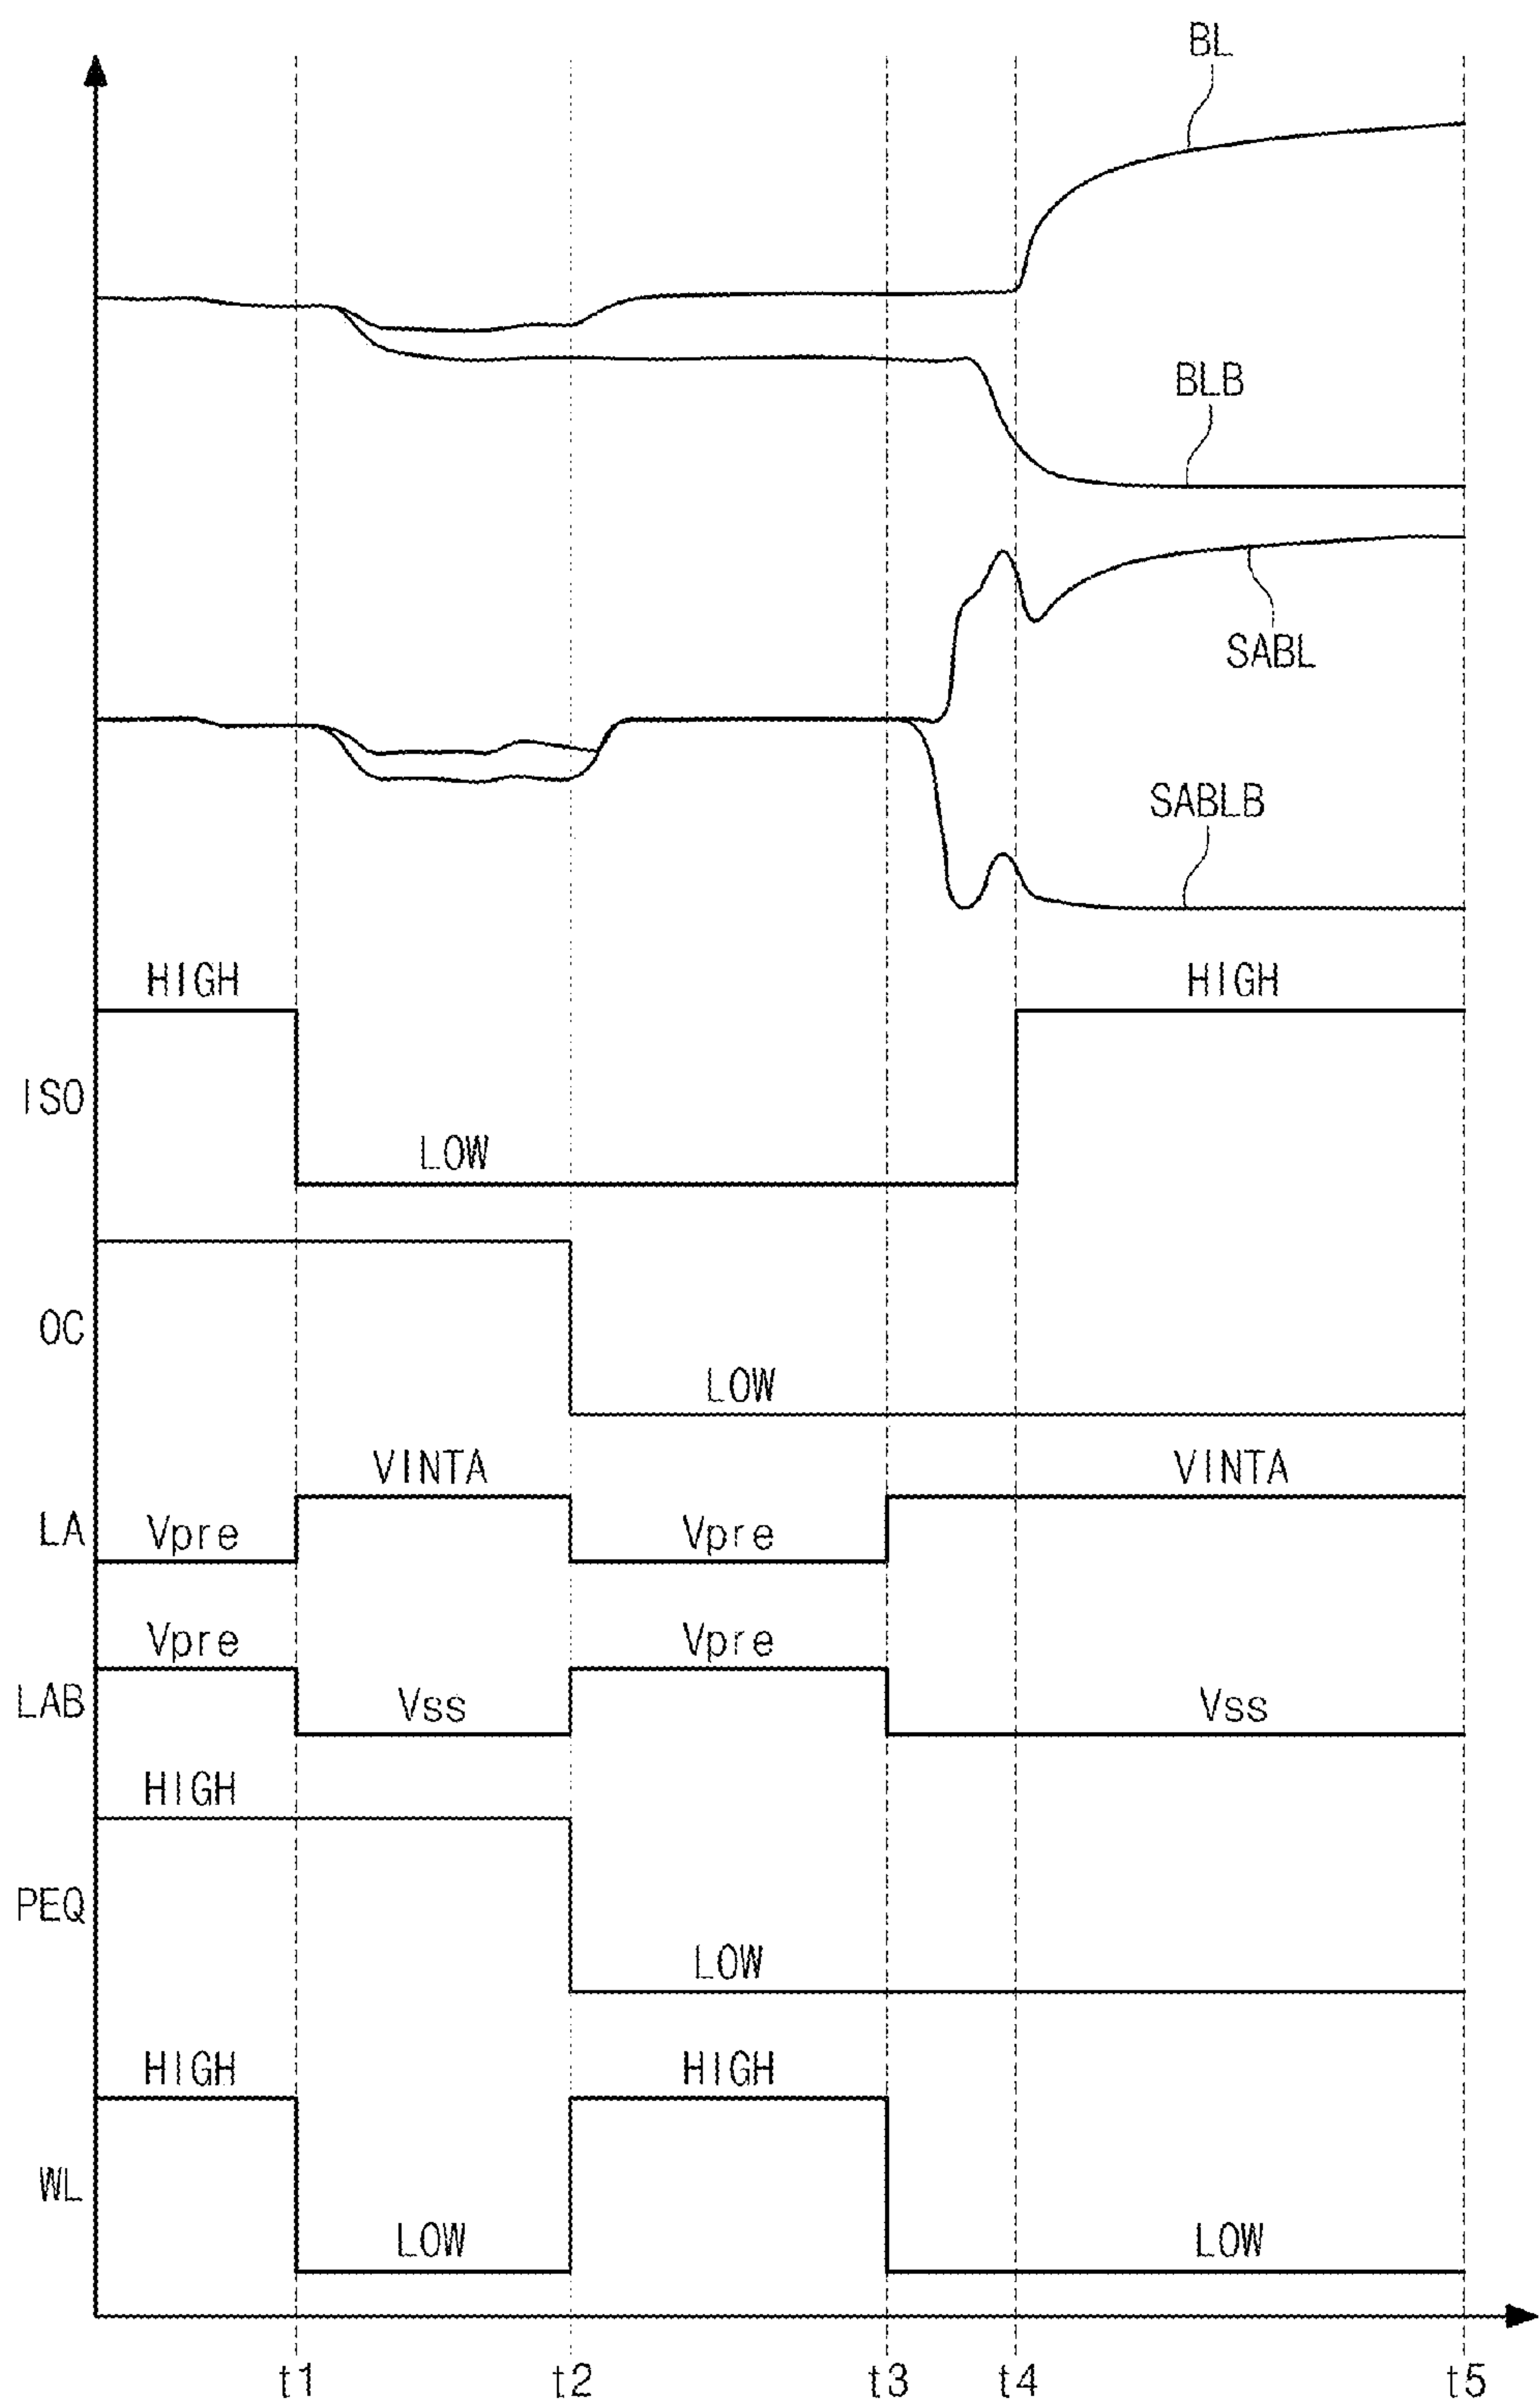 BL
BLB
SABL
SABLB
HIGH HIGH
ISO
LOW
OC
LOW
VINTA VINTA
LA Vpre Vpre
Vpre Vpre
LAB Vss Vss
HIGH
PEQ
LOW
HIGH HIGH
WL
LOW LOW
t1 t2 t3 t4 t5